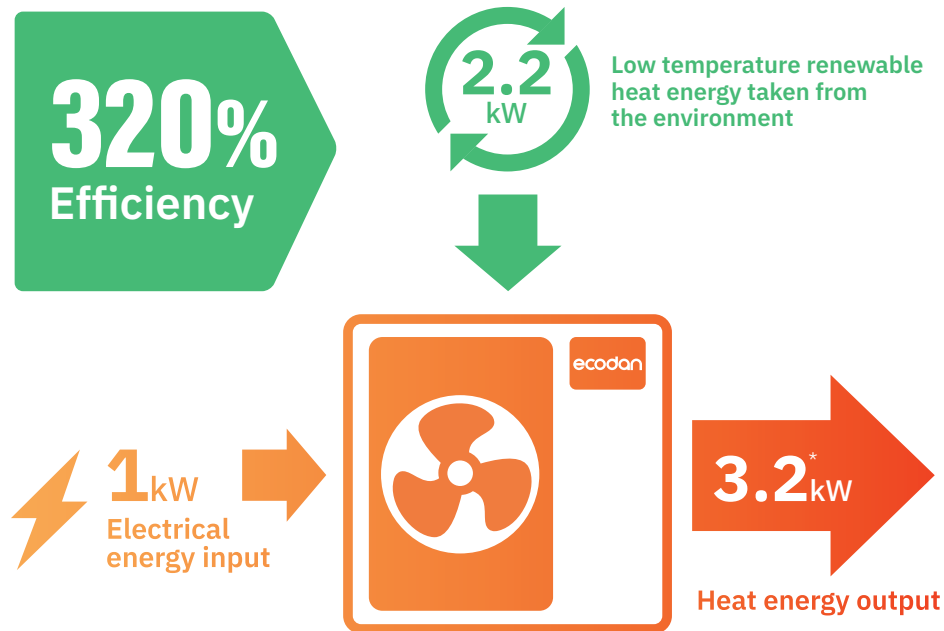 320%
Efficiency
2.2
kW
Low temperature renewable
heat energy taken from
the environment
ecodan
1kW
Electrical
energy input
3.2*kW
Heat energy output